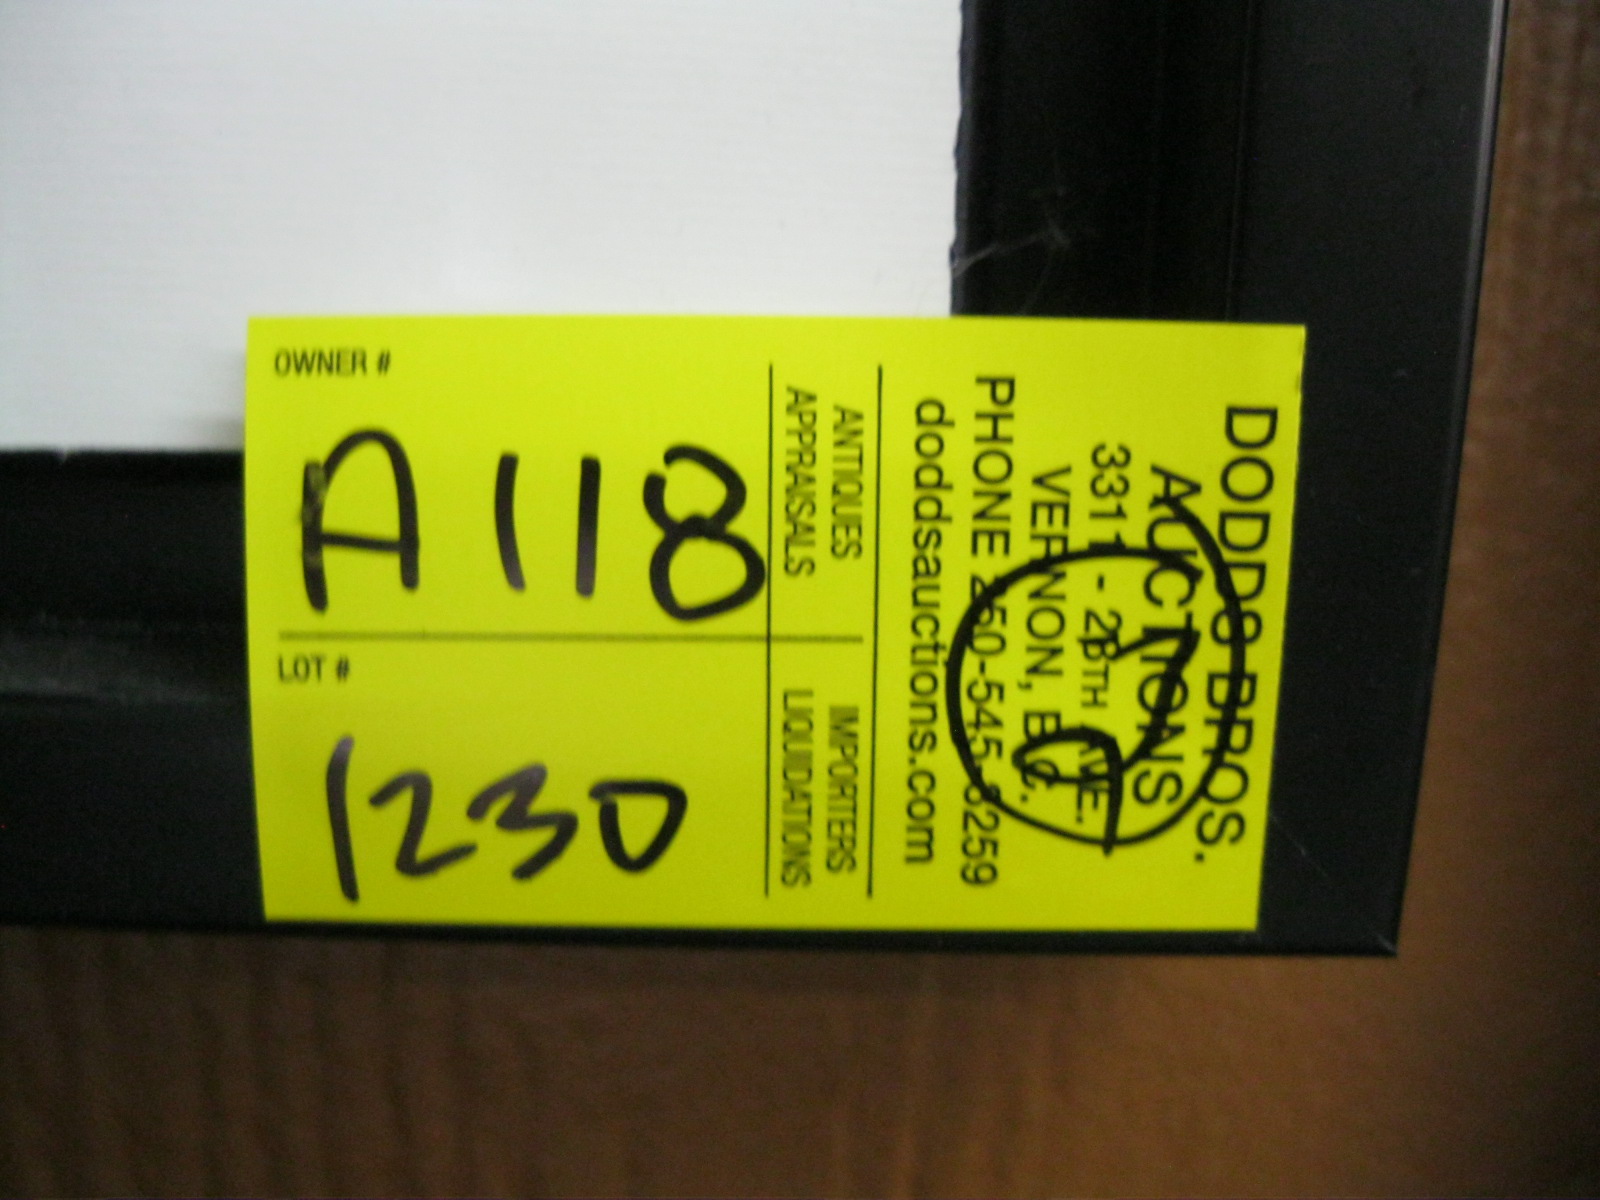 OWNER #
A118
LOT #
1230
DODDS BROS.
AUCTIONS
3311 - 28TH AVE.
VERNON, B.C.
PHONE 250-545-3259
doddsauctions.com
ANTIQUES IMPORTERS
APPRAISALS LIQUIDATIONS